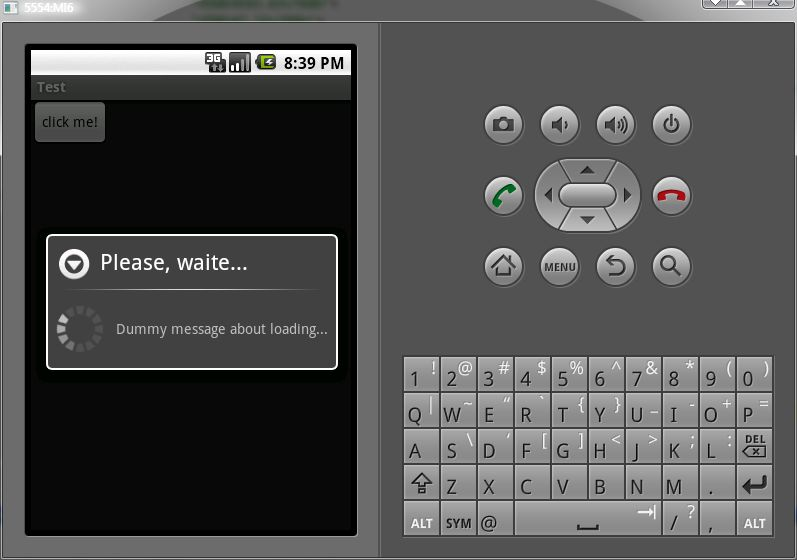 5554:MI6
3G 8:39 PM
Test
click me!
Please, waite...
Dummy message about loading...
MENU
1 ! 2 @ 3 # 4 $ 5 % 6 ^ 7 & 8 * 9 ( 0 )
Q | W ~ E “ R ` T { Y } U _ I - O + P =
A S \ D ‘ F [ G ] H < J > K ; L : DEL
Z X C V B N M .
ALT SYM @ / ? , ALT